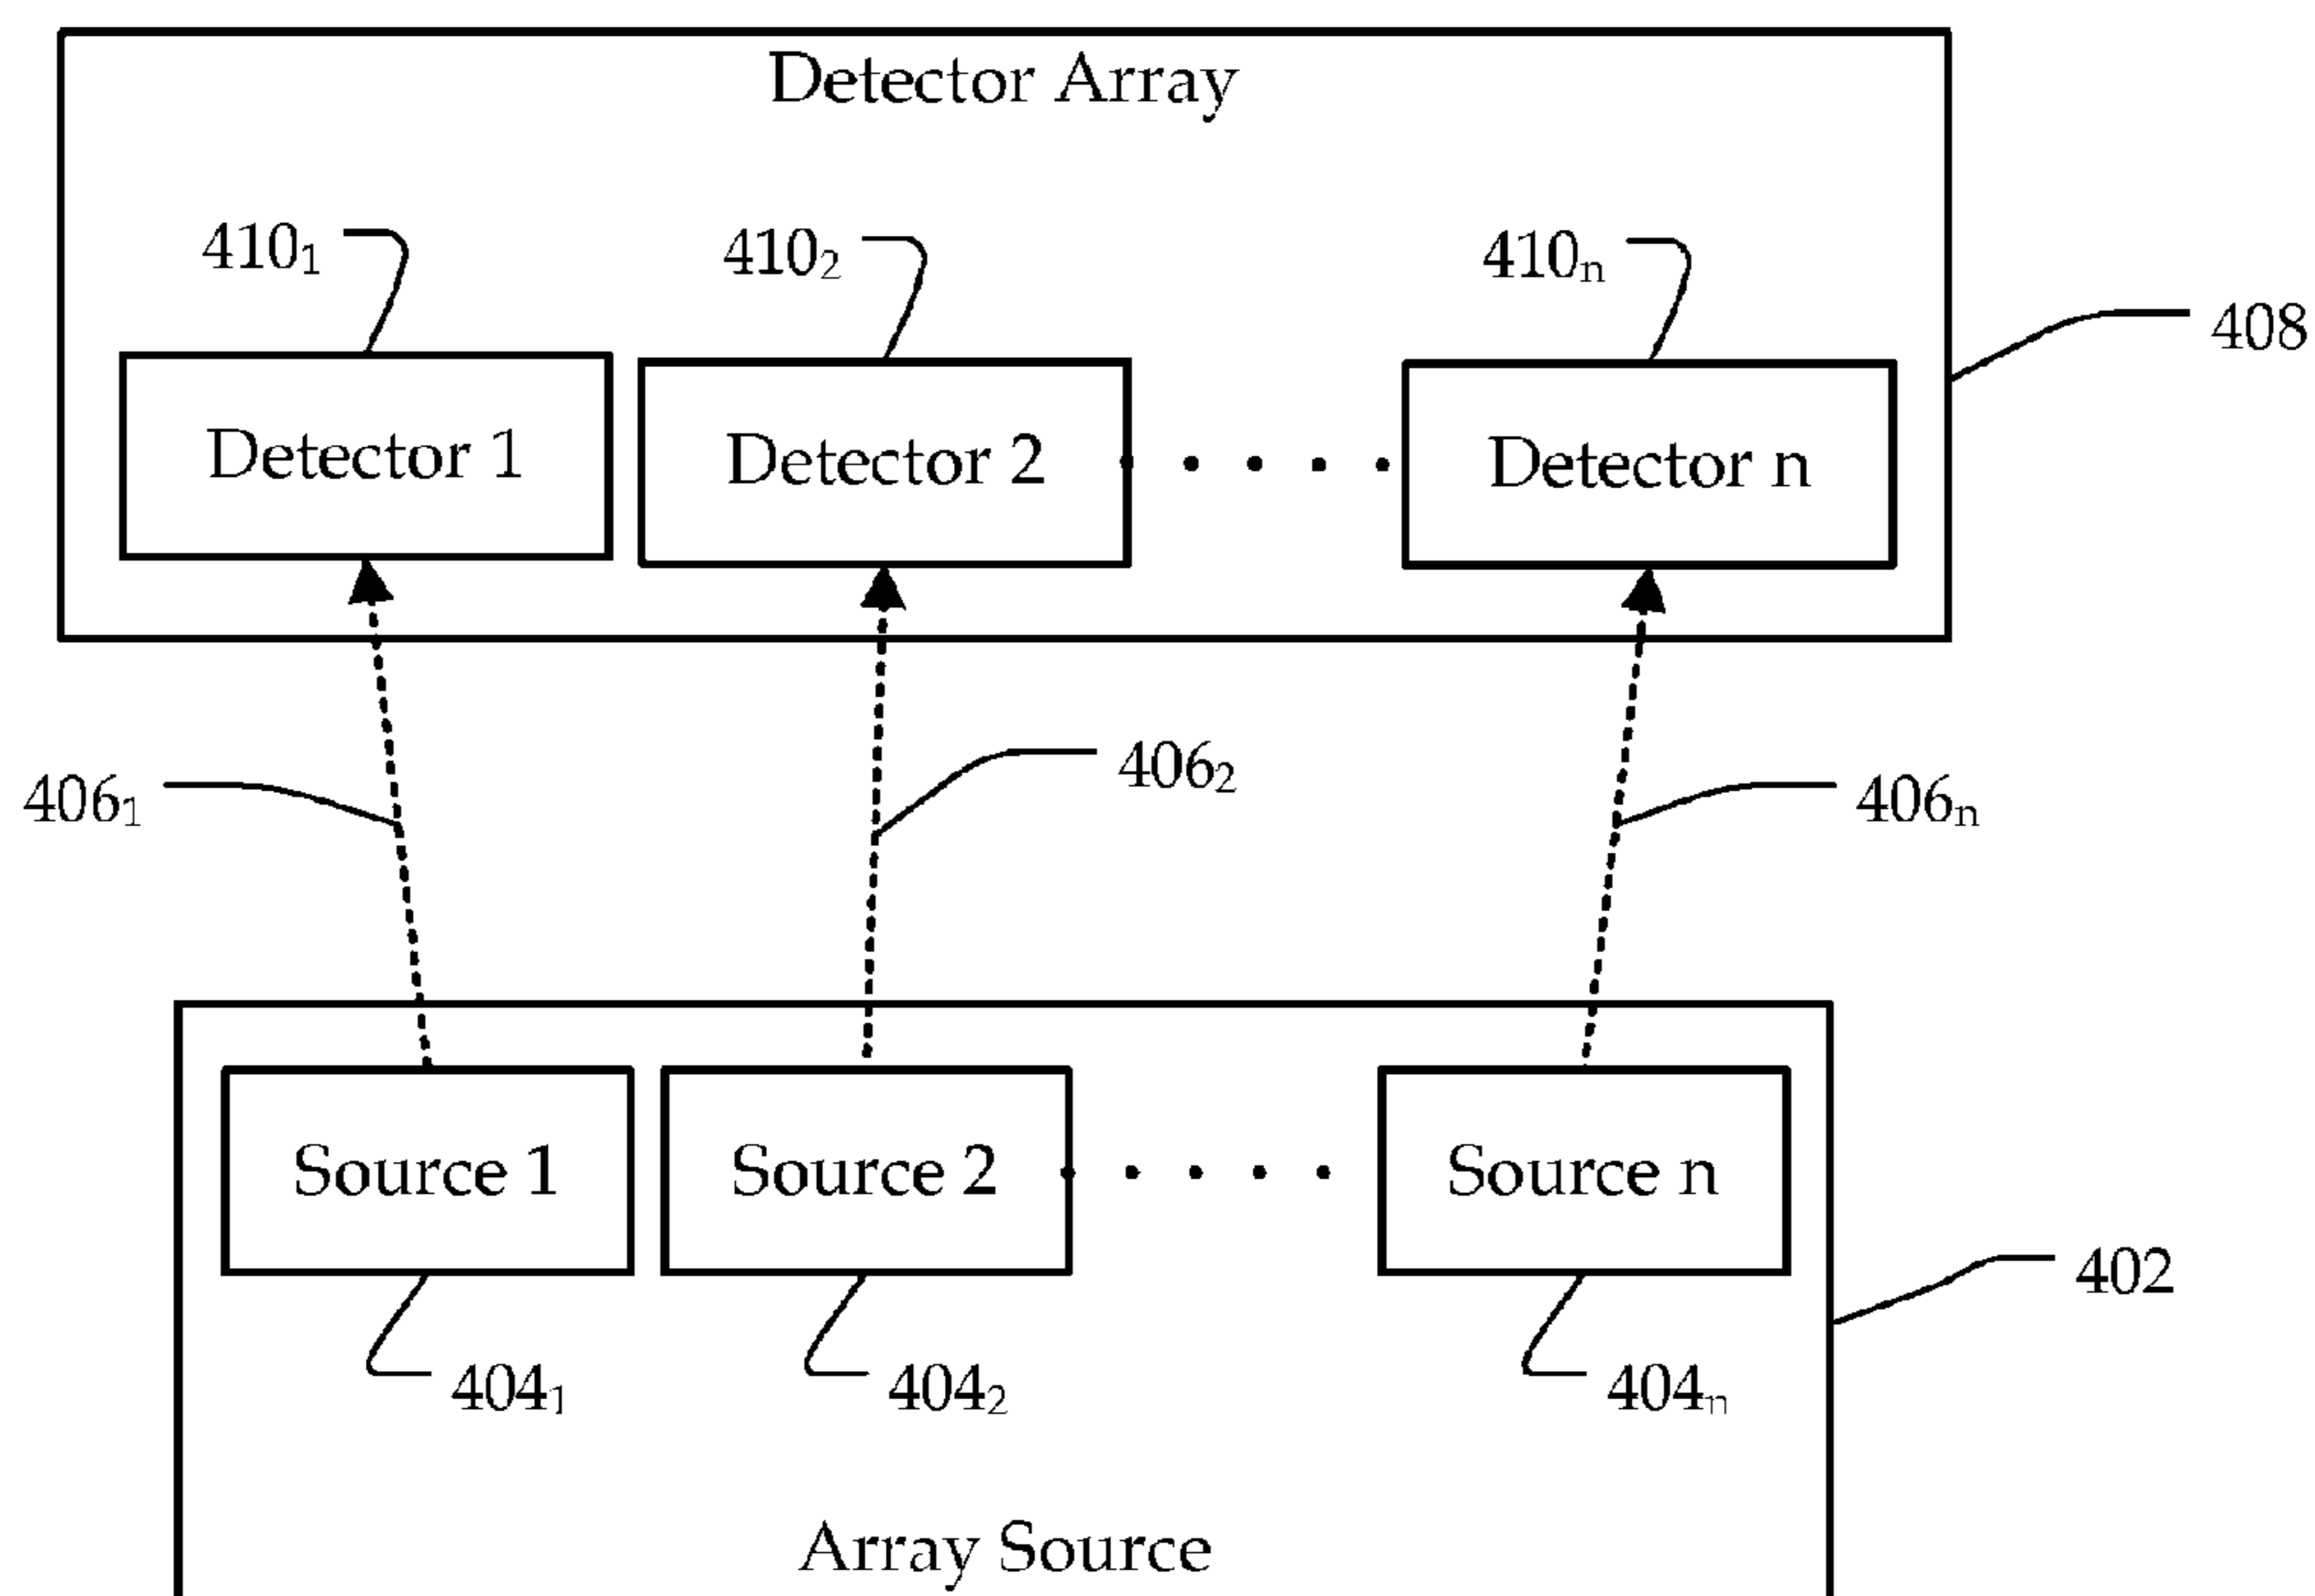 Detector Array
410₁ 410₂ 410ₙ
408
Detector 1 Detector 2 . . . . . Detector n
406₁ 406₂ 406ₙ
Source 1 Source 2 . . . . . Source n
402
404₁ 404₂ 404ₙ
Array Source